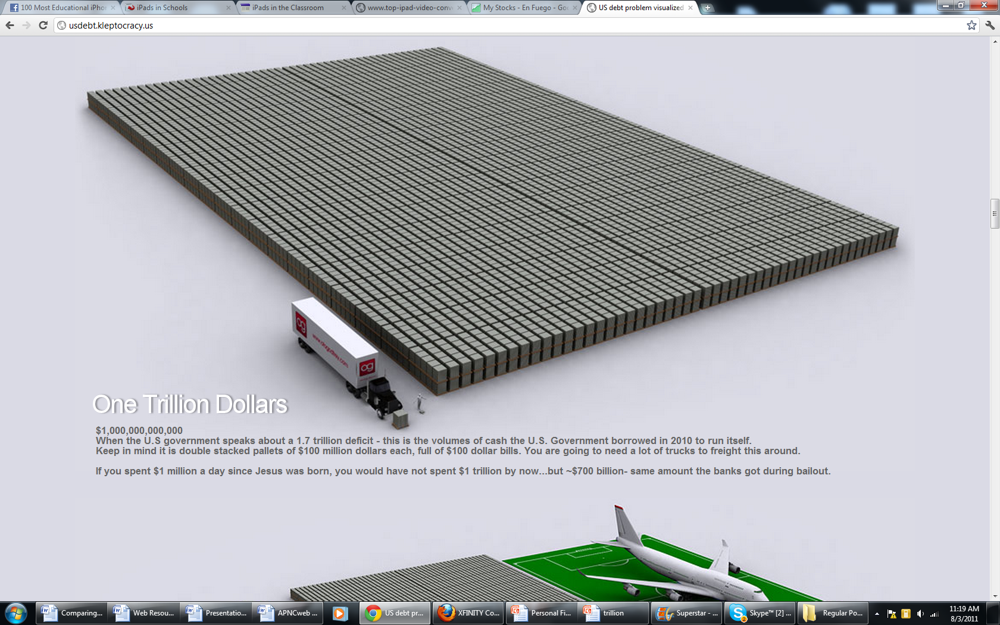 100 Most Educational iPho
iPads in Schools
iPads in the Classroom
www.top-ipad-video-conv
My Stocks - En Fuego - Goo
US debt problem visualized
usdebt.kleptocracy.us
og
og
One Trillion Dollars
$1,000,000,000,000
When the U.S government speaks about a 1.7 trillion deficit - this is the volumes of cash the U.S. Government borrowed in 2010 to run itself.
Keep in mind it is double stacked pallets of $100 million dollars each, full of $100 dollar bills. You are going to need a lot of trucks to freight this around.
If you spent $1 million a day since Jesus was born, you would have not spent $1 trillion by now...but ~$700 billion- same amount the banks got during bailout.
Comparing...
Web Resou...
Presentatio...
APNCweb ...
US debt pr...
XFINITY Co...
Personal Fi...
trillion
Superstar - ...
Skype™ [2] ...
Regular Po...
11:19 AM
8/3/2011